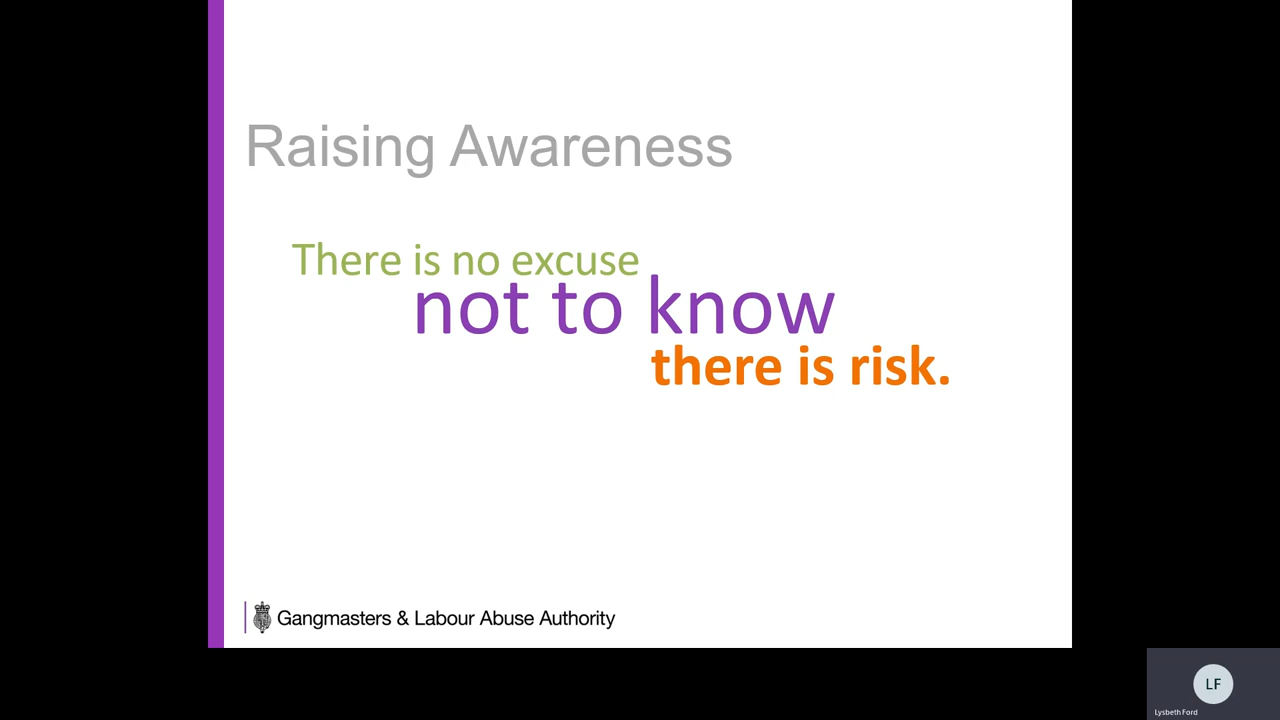 Raising Awareness
There is no excuse
not to know
there is risk.
Gangmasters & Labour Abuse Authority
LF
Lysbeth Ford